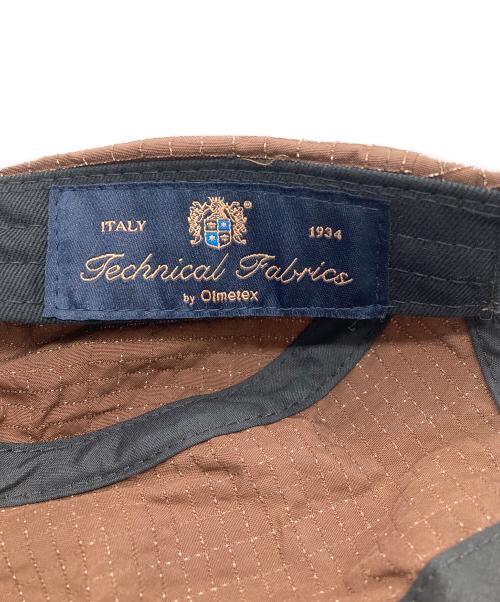 ITALY 1934
Technical Fabrics
by Olmetex